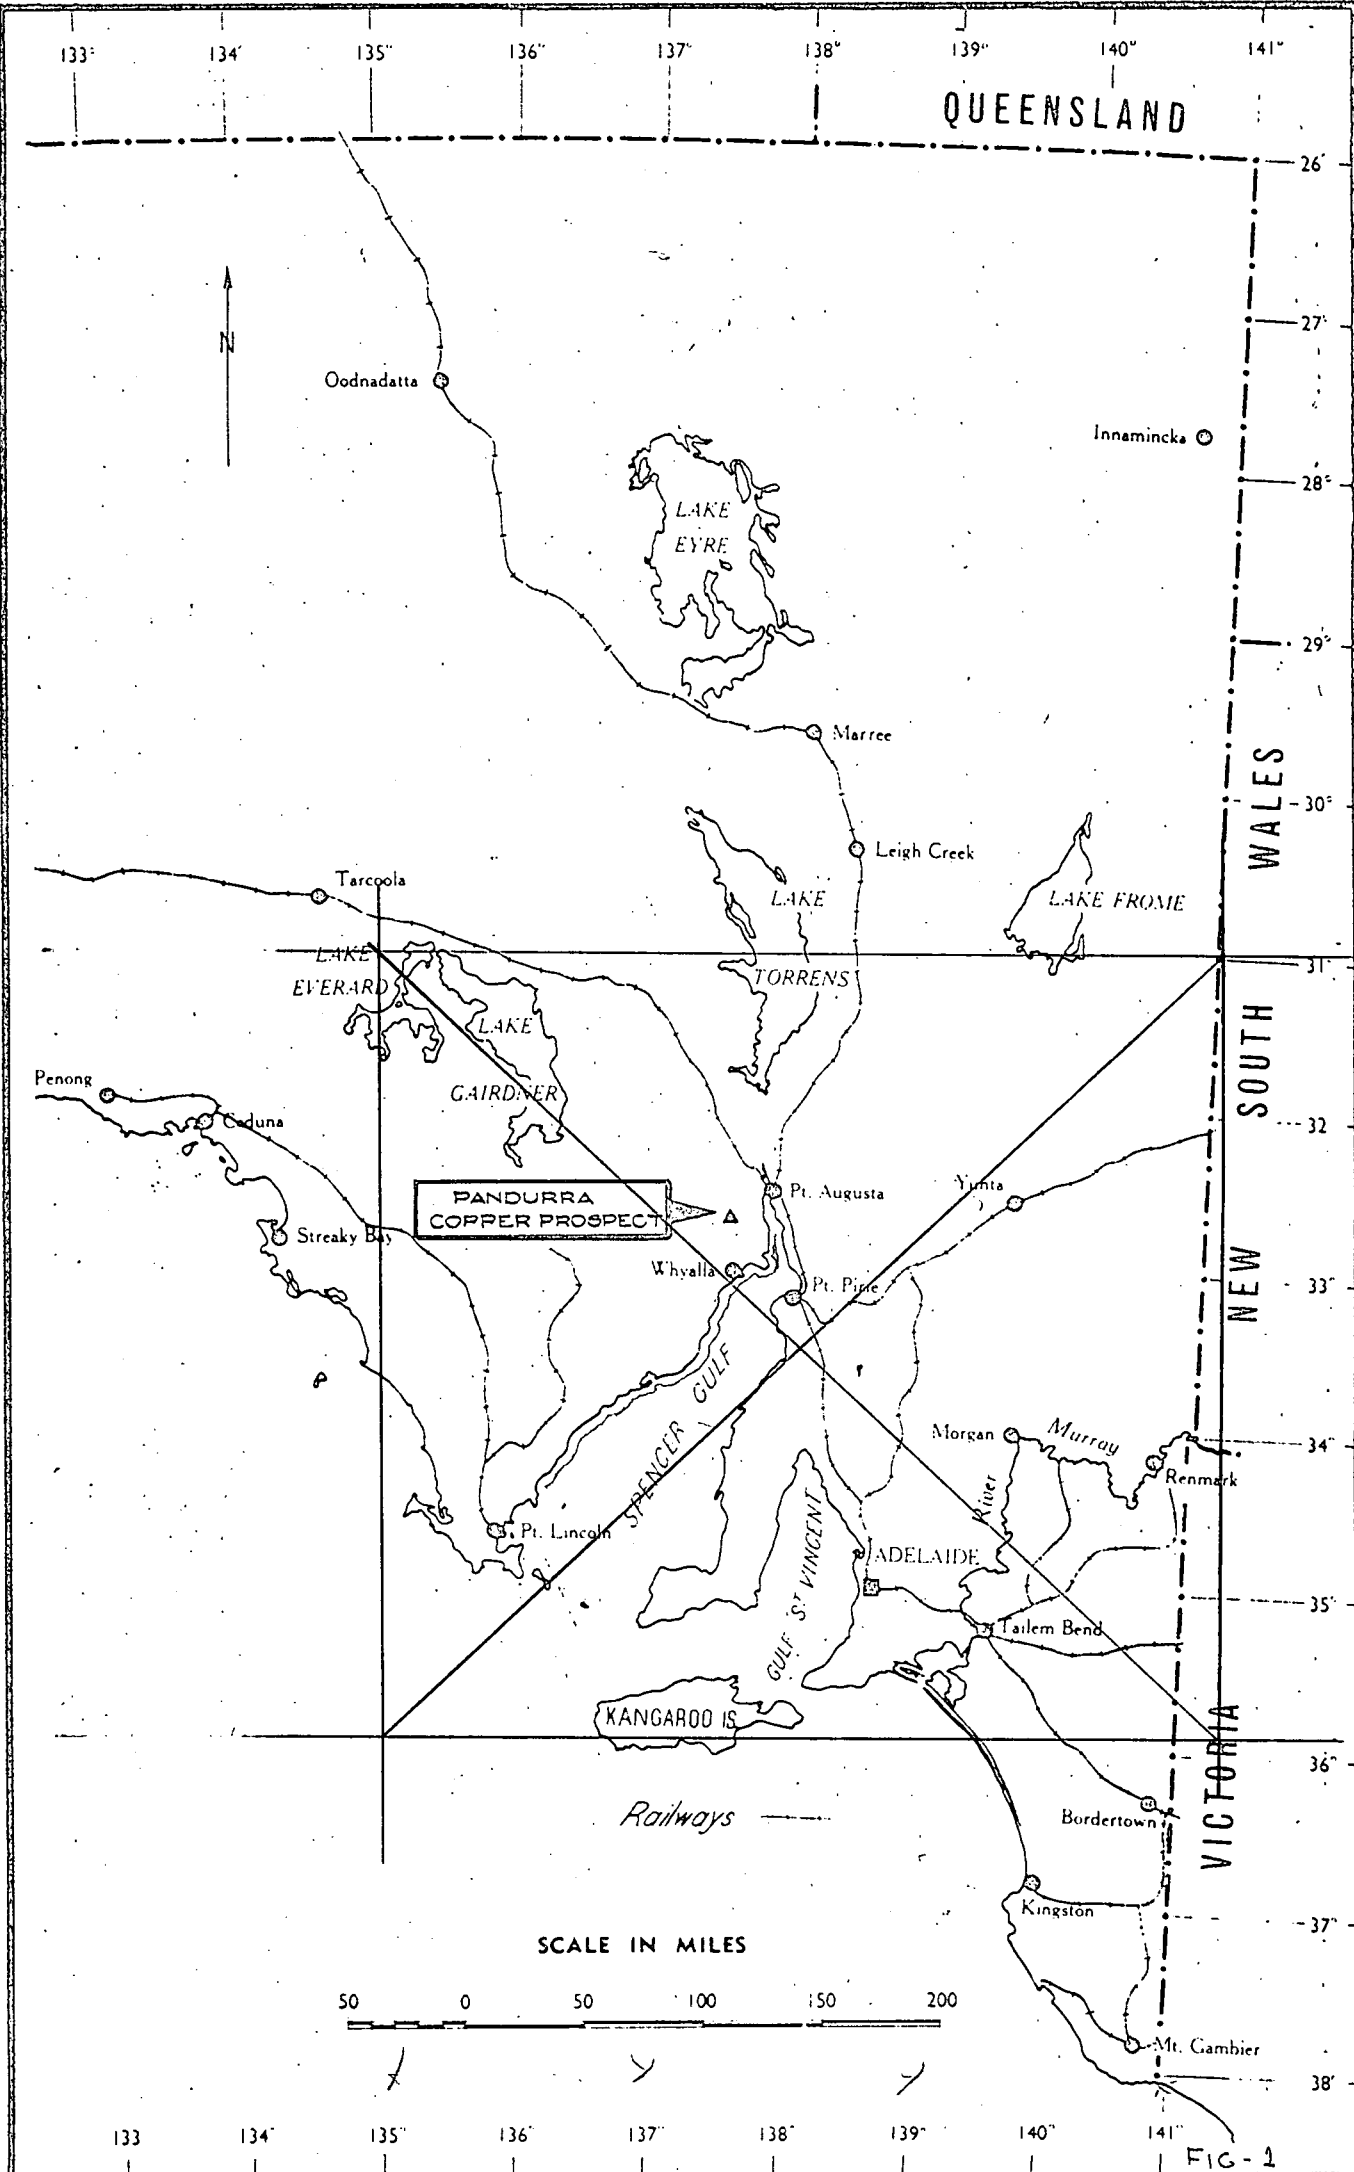 133° 134° 135° 136° 137° 138° 139° 140° 141°
QUEENSLAND
26°
27°
N
Oodnadatta
Innamincka
28°
LAKE
EYRE
29°
Marree
WALES
30°
Leigh Creek
Tarcoola
LAKE
LAKE FROME
LAKE
31°
EVERARD
TORRENS
LAKE
SOUTH
Penong
GAIRDNER
Caduna
32
Yunta
PANDURRA
COPPER PROSPECT
Pt. Augusta
Streaky Bay
NEW
Whyalla
Pt. Pirie
33°
SPENCER GULF
Morgan
Murray
34°
Renmark
River
Pt. Lincoln
GULF ST VINCENT
ADELAIDE
35°
Tailem Bend
KANGAROO IS.
VICTORIA
36°
Railways
Bordertown
Kingston
37°
SCALE IN MILES
50 0 50 100 150 200
Mt. Gambier
38°
133 134° 135° 136° 137° 138° 139° 140° 141°
FIG-1